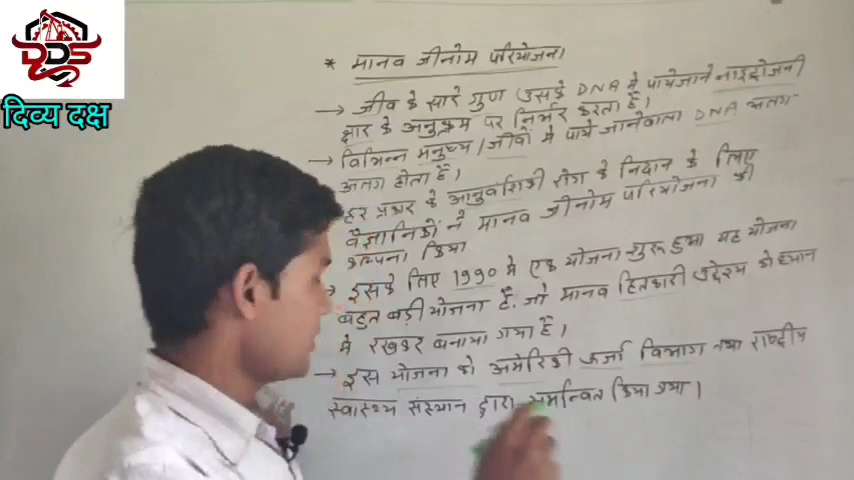 DDS
दिव्य दक्ष
* मानव जीनोम परियोजना
→ जीव के सारे गुण उसके DNA मे पायेजाने नाइट्रोजनी
क्षार के अनुक्रम पर निर्भर करता है।
→ विभिन्न मनुष्य / जीवों मे पाये जानेवाला DNA अलग-
अलग होता है।
हर प्रकार के आनुवंशिकी रोग के निदान के लिए
वैज्ञानिकों ने मानव जीनोम परियोजना की
कल्पना किया
→ इसके लिए 1990 मे एक योजना शुरू हुआ यह योजना
बहुत बड़ी योजना है. जो मानव हितकारी उद्देश्य को ध्यान
मे रखकर बनाया गया है।
→ इस योजना को अमेरिकी ऊर्जा विभाग तथा राष्ट्रीय
स्वास्थ्य संस्थान द्वारा समन्वित किया गया।